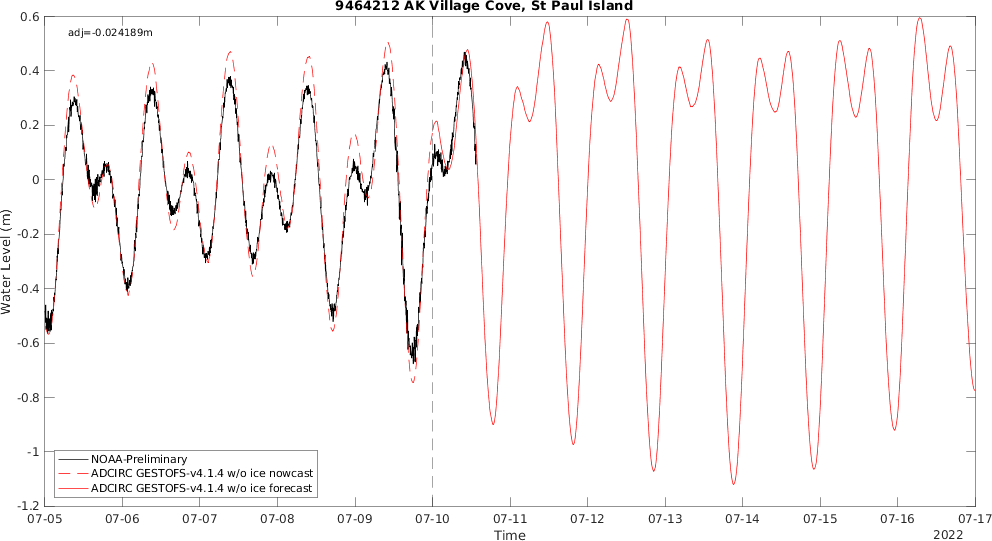 9464212 AK Village Cove, St Paul Island
adj=-0.024189m
0.6
0.4
0.2
0
-0.2
-0.4
-0.6
-0.8
-1
-1.2
Water Level (m)
NOAA-Preliminary
ADCIRC GESTOFS-v4.1.4 w/o ice nowcast
ADCIRC GESTOFS-v4.1.4 w/o ice forecast
07-05 07-06 07-07 07-08 07-09 07-10 07-11 07-12 07-13 07-14 07-15 07-16 07-17
Time
2022